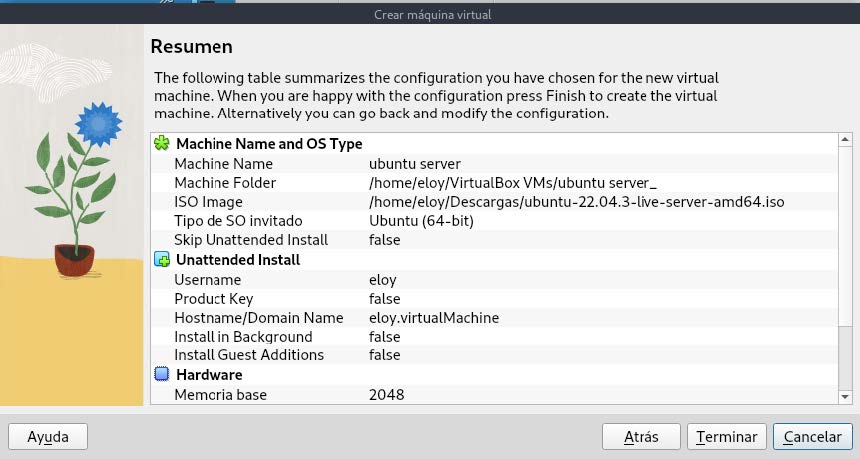 Crear máquina virtual
Resumen
The following table summarizes the configuration you have chosen for the new virtual
machine. When you are happy with the configuration press Finish to create the virtual
machine. Alternatively you can go back and modify the configuration.
Machine Name and OS Type
Machine Name ubuntu server
Machine Folder /home/eloy/VirtualBox VMs/ubuntu server_
ISO Image /home/eloy/Descargas/ubuntu-22.04.3-live-server-amd64.iso
Tipo de SO invitado Ubuntu (64-bit)
Skip Unattended Install false
Unattended Install
Username eloy
Product Key false
Hostname/Domain Name eloy.virtualMachine
Install in Background false
Install Guest Additions false
Hardware
Memoria base 2048
Ayuda Atrás Terminar Cancelar